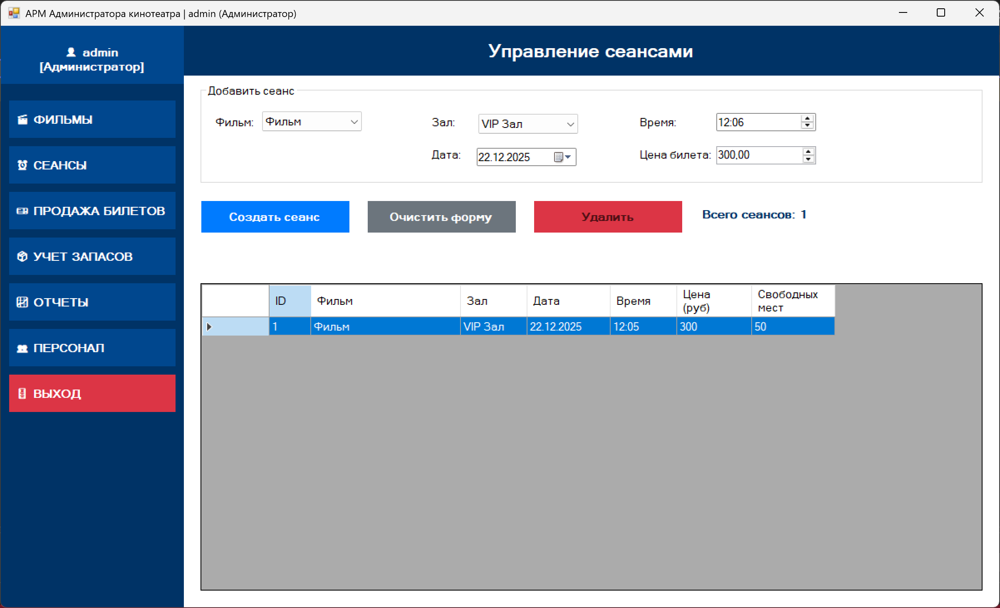 АРМ Администратора кинотеатра | admin (Администратор)
admin
[Администратор]
ФИЛЬМЫ
СЕАНСЫ
ПРОДАЖА БИЛЕТОВ
УЧЕТ ЗАПАСОВ
ОТЧЕТЫ
ПЕРСОНАЛ
ВЫХОД
Управление сеансами
Добавить сеанс
Фильм: Фильм Зал: VIP Зал Время: 12:06
Дата: 22.12.2025 Цена билета: 300,00
Создать сеанс Очистить форму Удалить Всего сеансов: 1
ID Фильм Зал Дата Время Цена (руб) Свободных мест
1 Фильм VIP Зал 22.12.2025 12:05 300 50